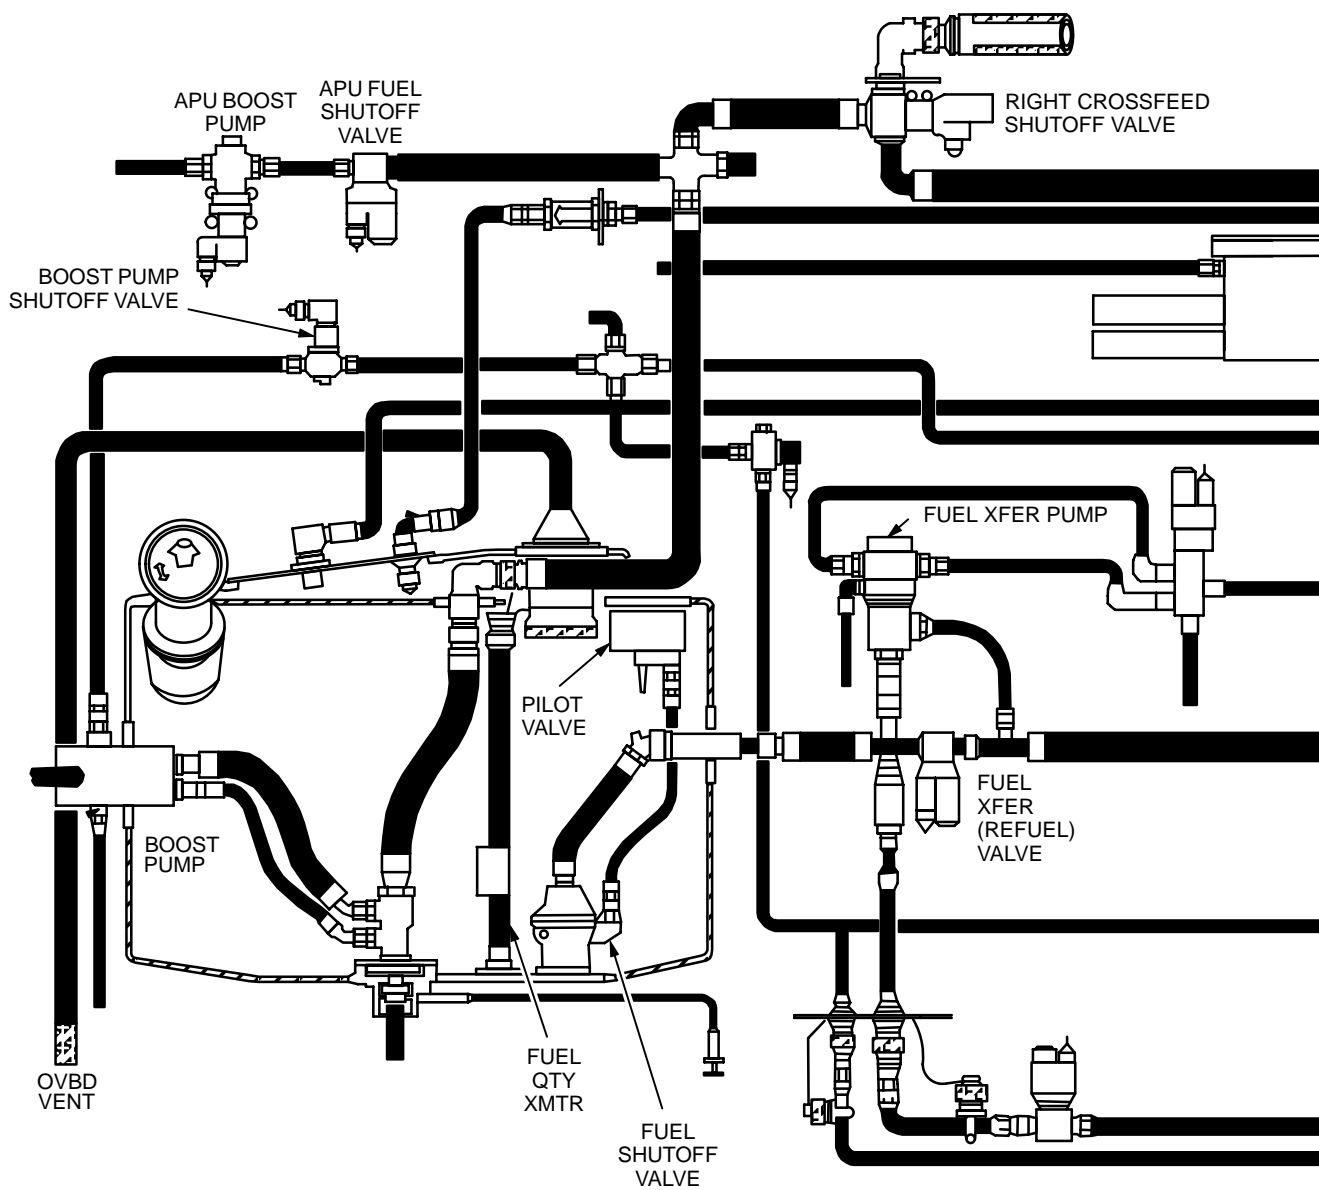 APU BOOST
PUMP
APU FUEL
SHUTOFF
VALVE
RIGHT CROSSFEED
SHUTOFF VALVE
BOOST PUMP
SHUTOFF VALVE
FUEL XFER PUMP
PILOT
VALVE
FUEL
XFER
(REFUEL)
VALVE
BOOST
PUMP
OVBD
VENT
FUEL
QTY
XMTR
FUEL
SHUTOFF
VALVE